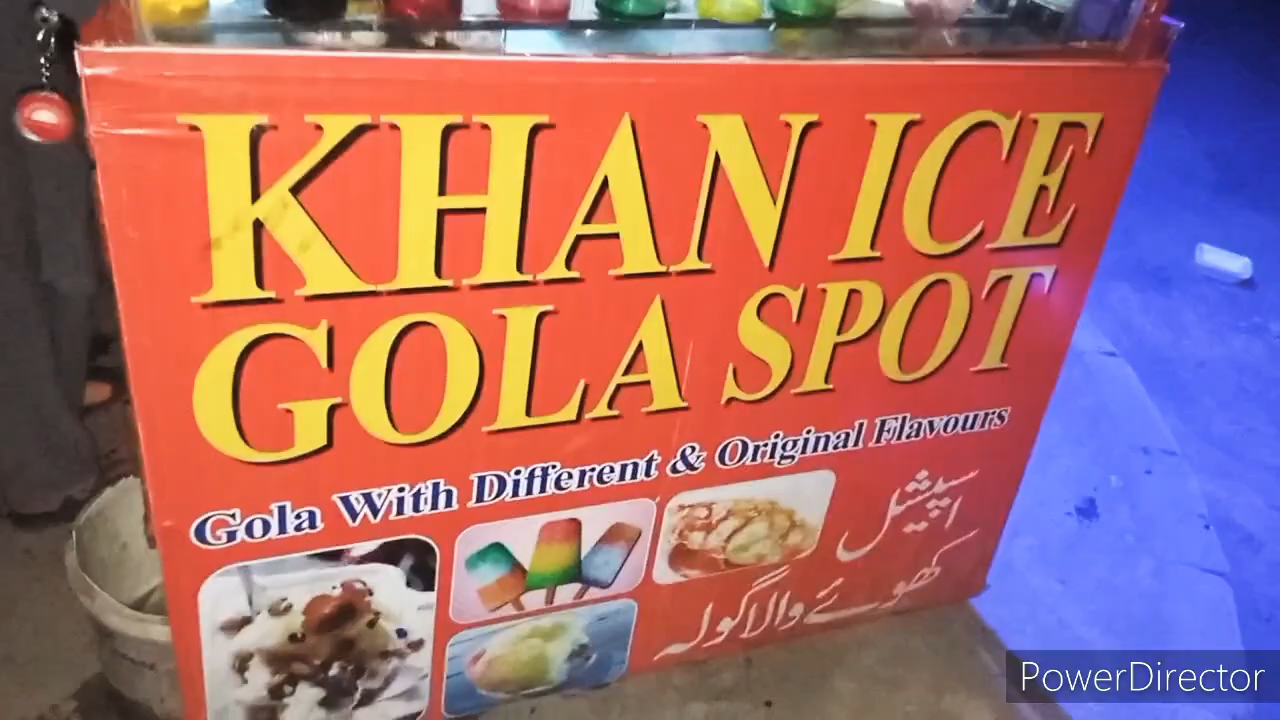 KHAN ICE
GOLA SPOT
Gola With Different & Original Flavours
اسپیشل
کھوئے والا گولہ
PowerDirector